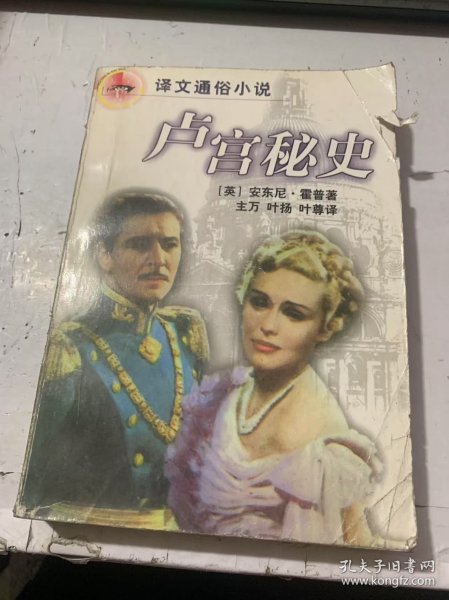 译文通俗小说
卢宫秘史
[英] 安东尼·霍普著
主万 叶扬 叶尊译
孔夫子旧书网
www.kongfz.com